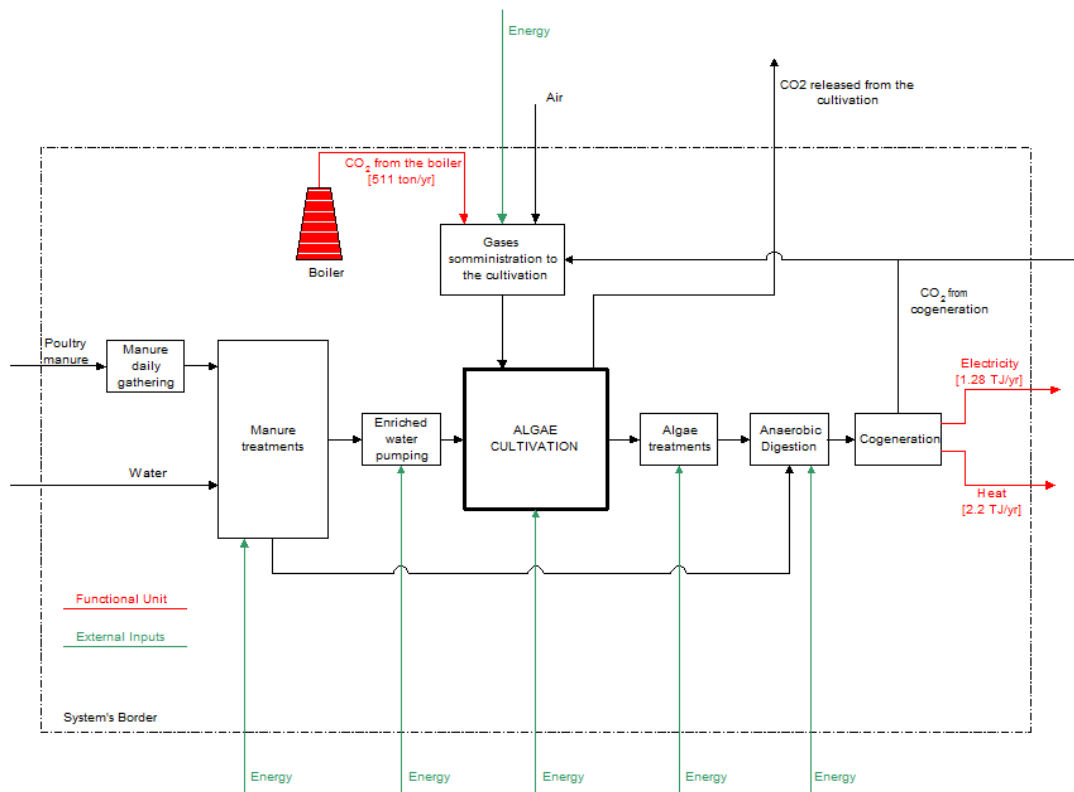 Energy
Air
CO2 released from the
cultivation
CO2 from the boiler
[511 ton/yr]
Boiler
Gases
somministration to
the cultivation
CO2 from
cogeneration
Poultry
manure
Manure
daily
gathering
Manure
treatments
Water
Enriched
water
pumping
ALGAE
CULTIVATION
Algae
treatments
Anaerobic
Digestion
Cogeneration
Electricity
[1.28 TJ/yr]
Heat
[2.2 TJ/yr]
Functional Unit
External Inputs
System's Border
Energy
Energy
Energy
Energy
Energy